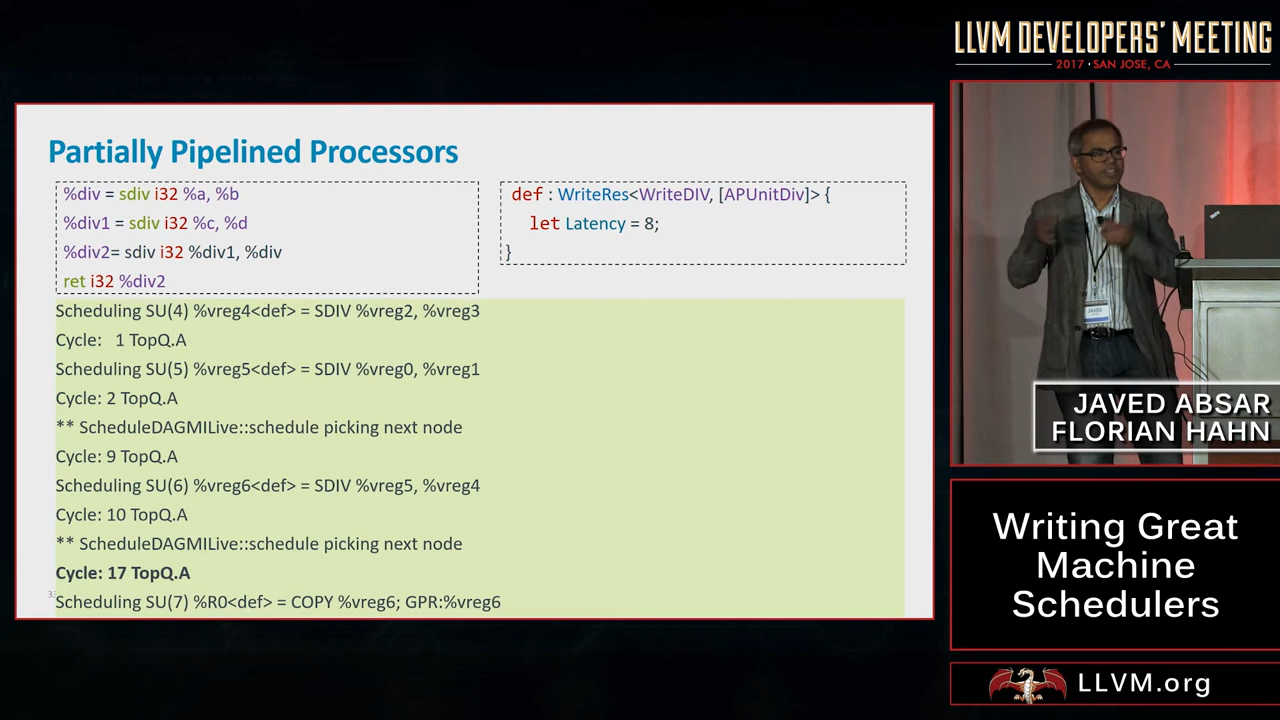 LLVM DEVELOPERS' MEETING
2017 · SAN JOSE, CA
Partially Pipelined Processors
%div = sdiv i32 %a, %b
%div1 = sdiv i32 %c, %d
%div2= sdiv i32 %div1, %div
ret i32 %div2
def : WriteRes<WriteDIV, [APUnitDiv]> {
let Latency = 8;
}
Scheduling SU(4) %vreg4<def> = SDIV %vreg2, %vreg3
Cycle: 1 TopQ.A
Scheduling SU(5) %vreg5<def> = SDIV %vreg0, %vreg1
Cycle: 2 TopQ.A
** ScheduleDAGMILive::schedule picking next node
Cycle: 9 TopQ.A
Scheduling SU(6) %vreg6<def> = SDIV %vreg5, %vreg4
Cycle: 10 TopQ.A
** ScheduleDAGMILive::schedule picking next node
Cycle: 17 TopQ.A
Scheduling SU(7) %R0<def> = COPY %vreg6; GPR:%vreg6
JAVED
JAVED ABSAR
FLORIAN HAHN
Writing Great
Machine
Schedulers
LLVM.org